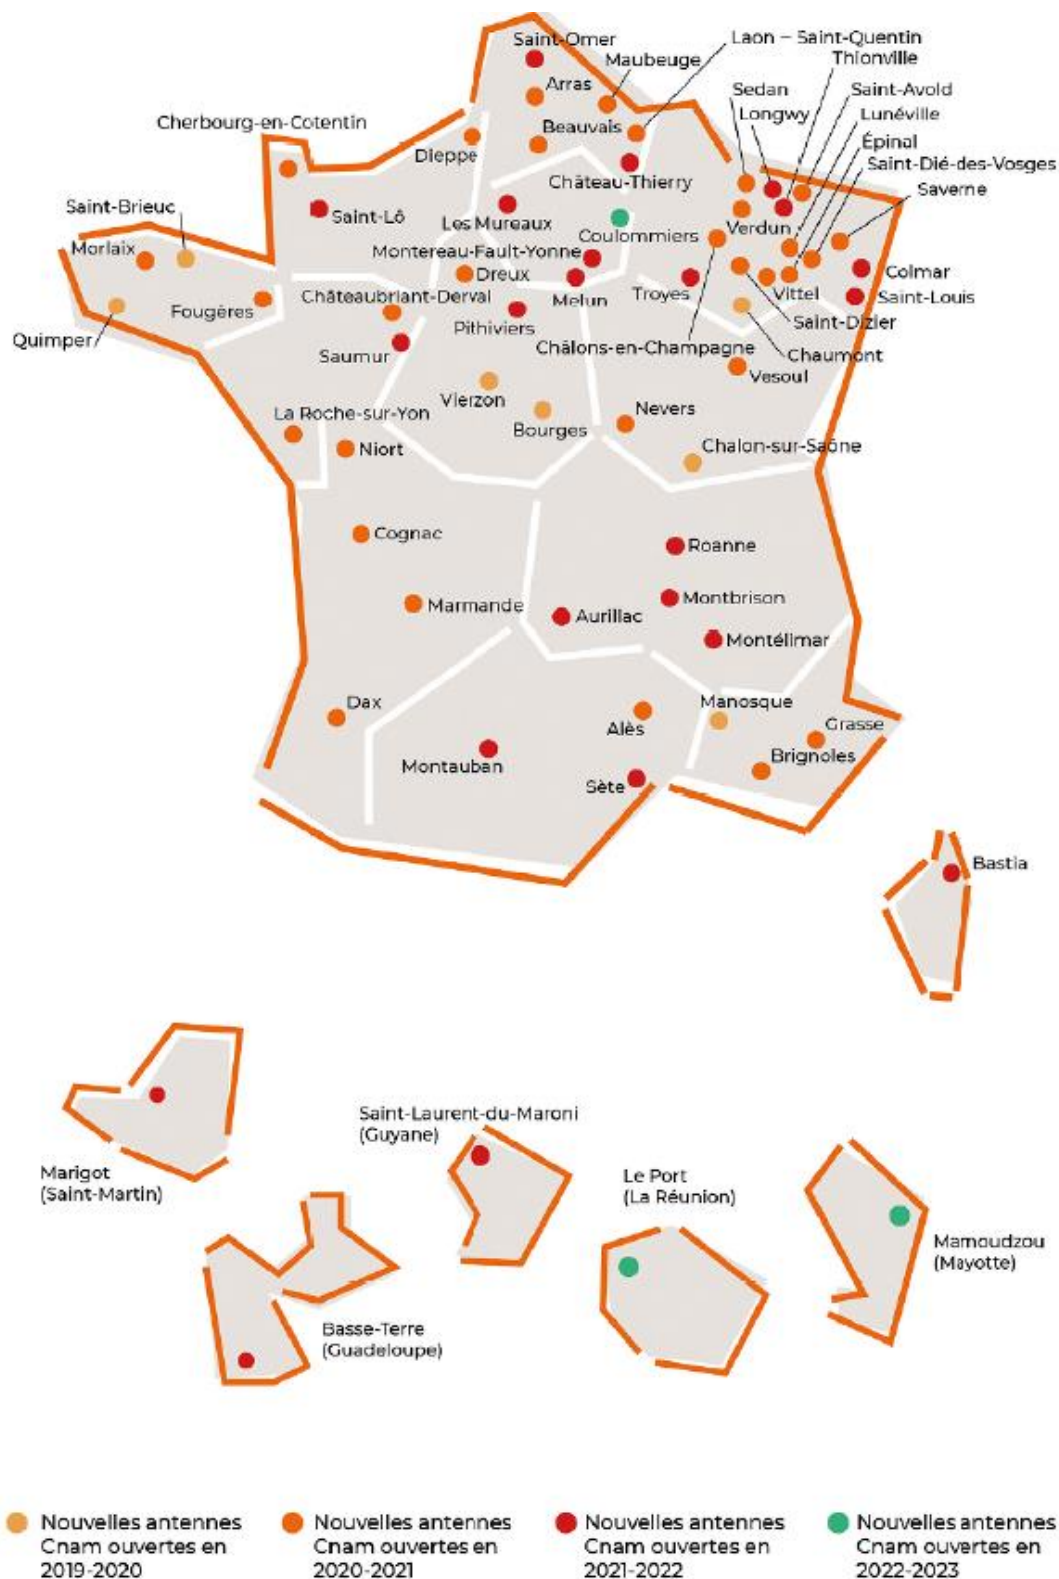 Saint-Omer
Laon – Saint-Quentin
Maubeuge
Thionville
Arras
Sedan
Saint-Avold
Longwy
Lunéville
Cherbourg-en-Cotentin
Beauvais
Épinal
Dieppe
Saint-Dié-des-Vosges
Château-Thierry
Saverne
Saint-Brieuc
Saint-Lô
Les Mureaux
Verdun
Coulommiers
Morlaix
Montereau-Fault-Yonne
Dreux
Colmar
Châteaubriant-Derval
Melun
Troyes
Vittel
Saint-Louis
Fougères
Pithiviers
Saint-Dizier
Quimper
Saumur
Châlons-en-Champagne
Chaumont
Vesoul
Vierzon
La Roche-sur-Yon
Nevers
Bourges
Niort
Chalon-sur-Saône
Cognac
Roanne
Marmande
Montbrison
Aurillac
Montélimar
Dax
Manosque
Alès
Grasse
Montauban
Brignoles
Sète
Bastia
Saint-Laurent-du-Maroni
(Guyane)
Marigot
(Saint-Martin)
Le Port
(La Réunion)
Mamoudzou
(Mayotte)
Basse-Terre
(Guadeloupe)
Nouvelles antennes
Cnam ouvertes en
2019-2020
Nouvelles antennes
Cnam ouvertes en
2020-2021
Nouvelles antennes
Cnam ouvertes en
2021-2022
Nouvelles antennes
Cnam ouvertes en
2022-2023